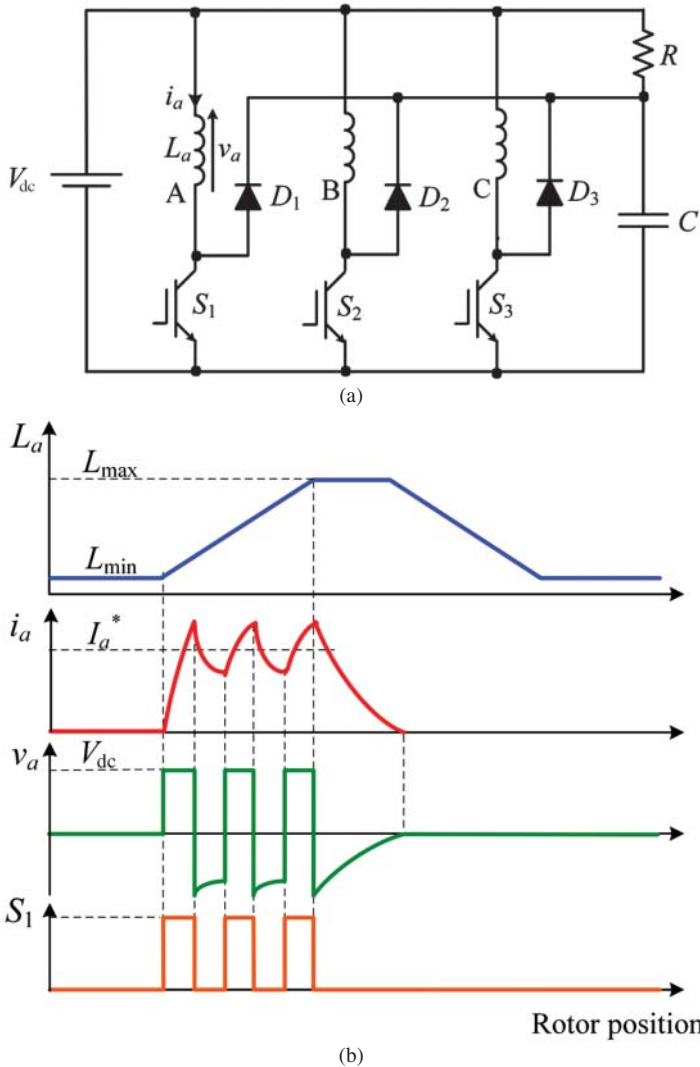 R
i_a
L_a
v_a
V_dc
A
D_1
B
D_2
C
D_3
C
S_1
S_2
S_3
(a)
L_a
L_max
L_min
i_a
I_a*
v_a
V_dc
S_1
Rotor position
(b)